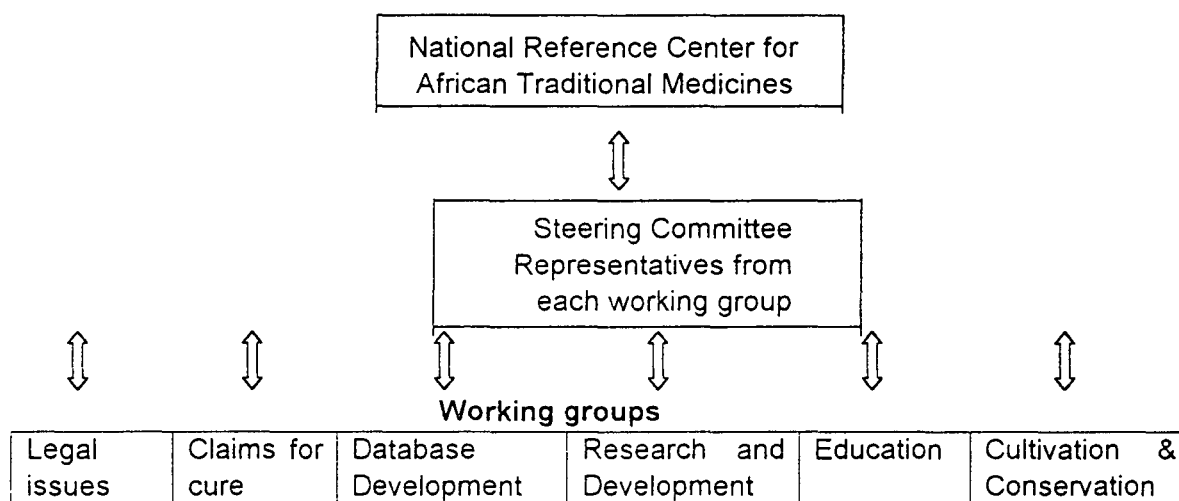 National Reference Center for
African Traditional Medicines
Steering Committee
Representatives from
each working group
Working groups
Legal issues
Claims for cure
Database Development
Research and Development
Education
Cultivation & Conservation